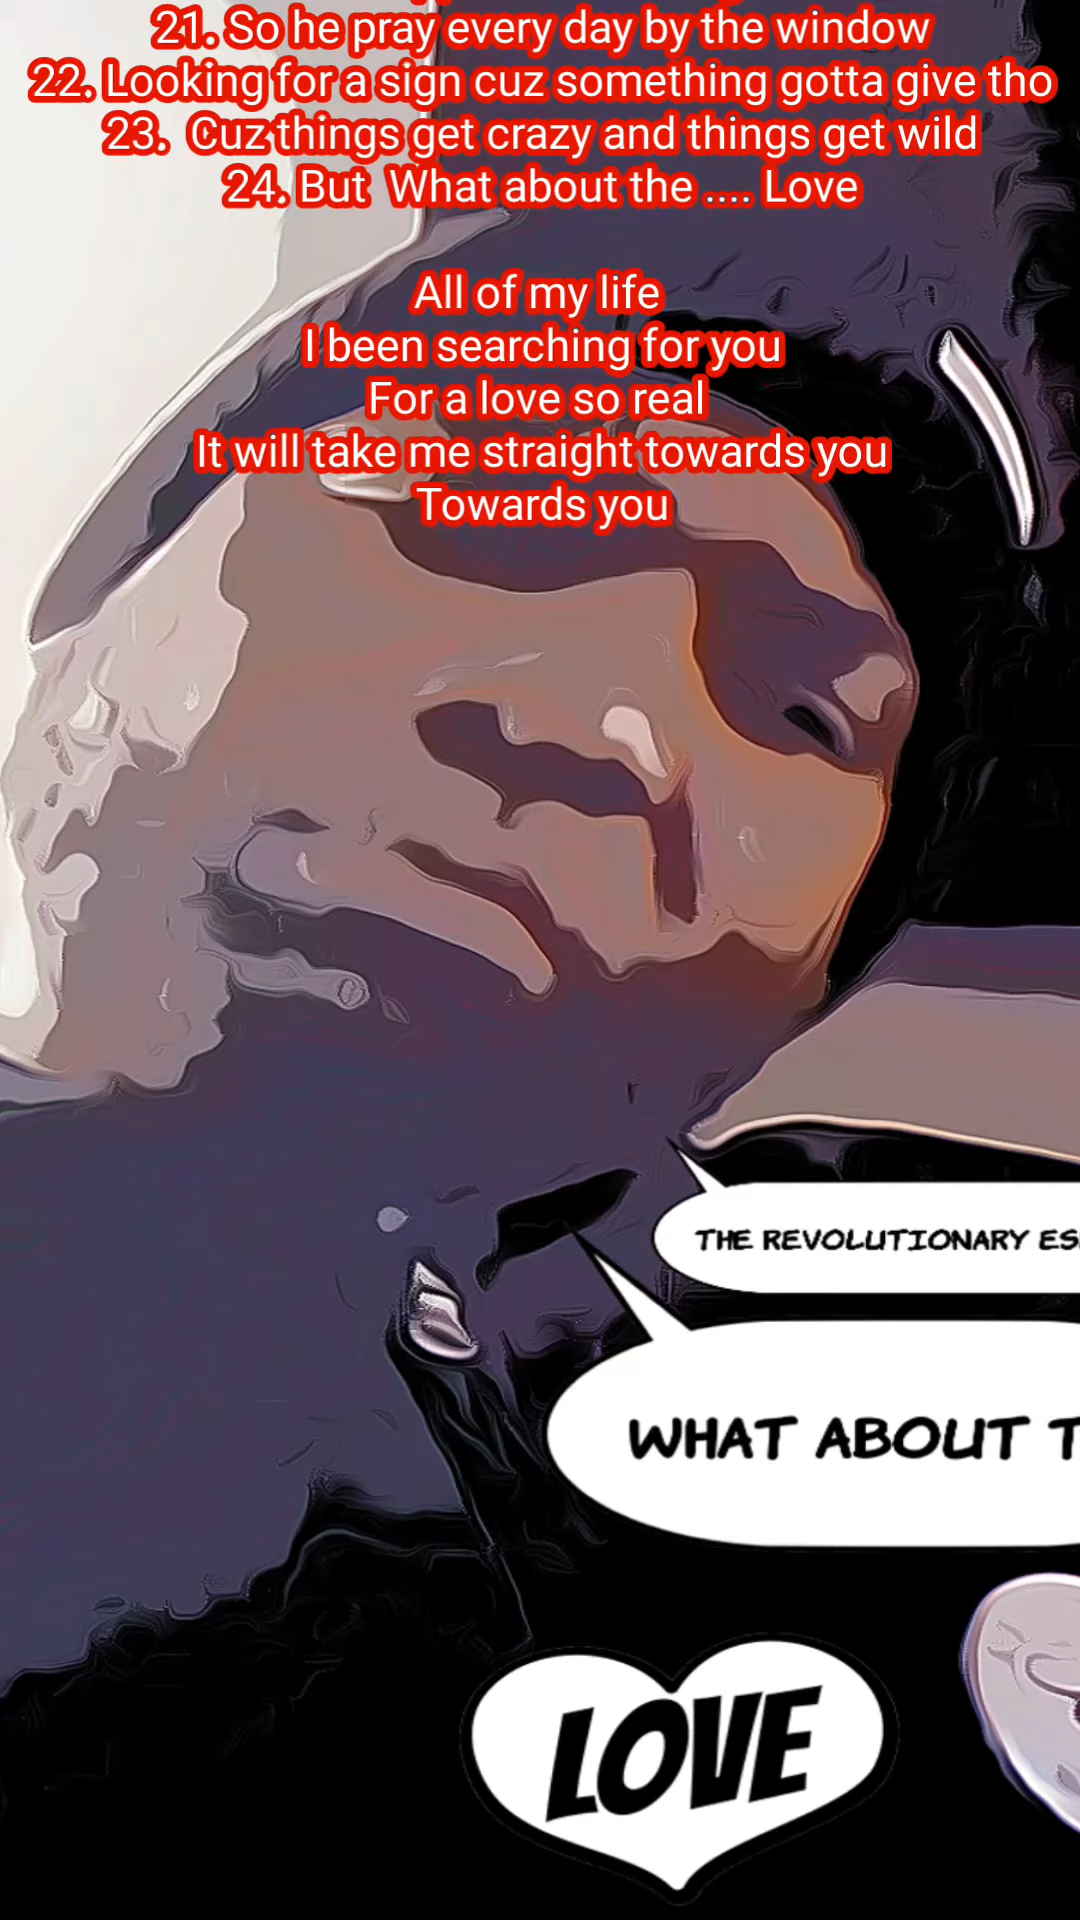 21. So he pray every day by the window
22. Looking for a sign cuz something gotta give tho
23. Cuz things get crazy and things get wild
24. But What about the .... Love
All of my life
I been searching for you
For a love so real
It will take me straight towards you
Towards you
THE REVOLUTIONARY
WHAT ABOUT
LOVE